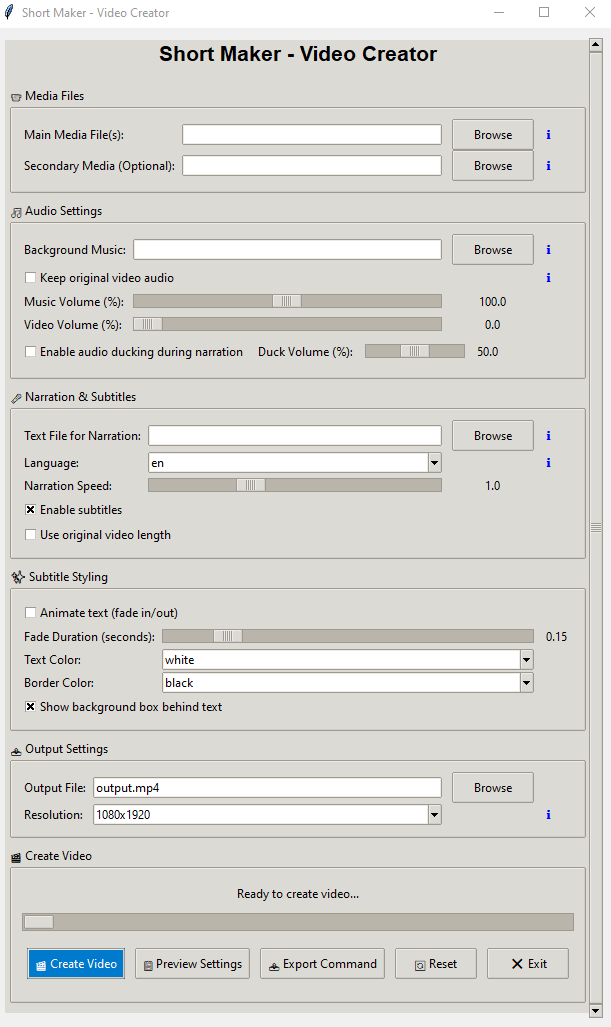 Short Maker - Video Creator
Short Maker - Video Creator
Media Files
Main Media File(s): Browse i
Secondary Media (Optional): Browse i
Audio Settings
Background Music: Browse i
Keep original video audio i
Music Volume (%): 100.0
Video Volume (%): 0.0
Enable audio ducking during narration Duck Volume (%): 50.0
Narration & Subtitles
Text File for Narration: Browse i
Language: en i
Narration Speed: 1.0
Enable subtitles
Use original video length
Subtitle Styling
Animate text (fade in/out)
Fade Duration (seconds): 0.15
Text Color: white
Border Color: black
Show background box behind text
Output Settings
Output File: output.mp4 Browse
Resolution: 1080x1920 i
Create Video
Ready to create video...
Create Video Preview Settings Export Command Reset Exit